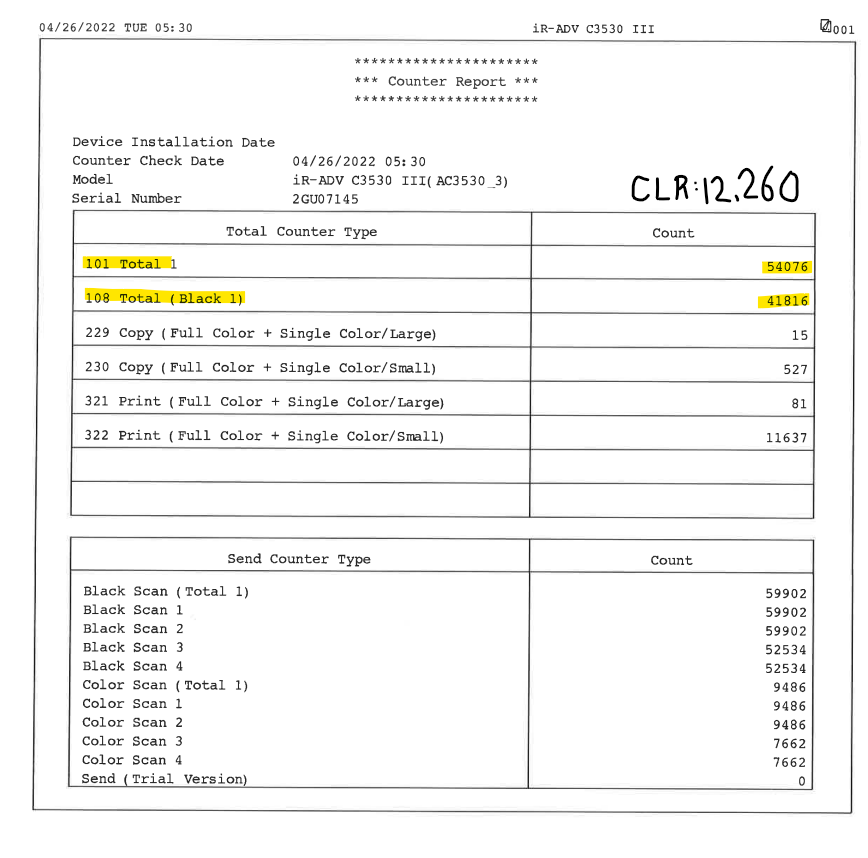 04/26/2022 TUE 05:30 iR-ADV C3530 III 001
**********************
*** Counter Report ***
**********************
Device Installation Date
Counter Check Date 04/26/2022 05:30
Model iR-ADV C3530 III(AC3530_3)
CLR:12,260
Serial Number 2GU07145
Total Counter Type Count
101 Total 1 54076
108 Total (Black 1) 41816
229 Copy (Full Color + Single Color/Large) 15
230 Copy (Full Color + Single Color/Small) 527
321 Print (Full Color + Single Color/Large) 81
322 Print (Full Color + Single Color/Small) 11637
Send Counter Type Count
Black Scan (Total 1) 59902
Black Scan 1 59902
Black Scan 2 59902
Black Scan 3 52534
Black Scan 4 52534
Color Scan (Total 1) 9486
Color Scan 1 9486
Color Scan 2 9486
Color Scan 3 7662
Color Scan 4 7662
Send (Trial Version) 0